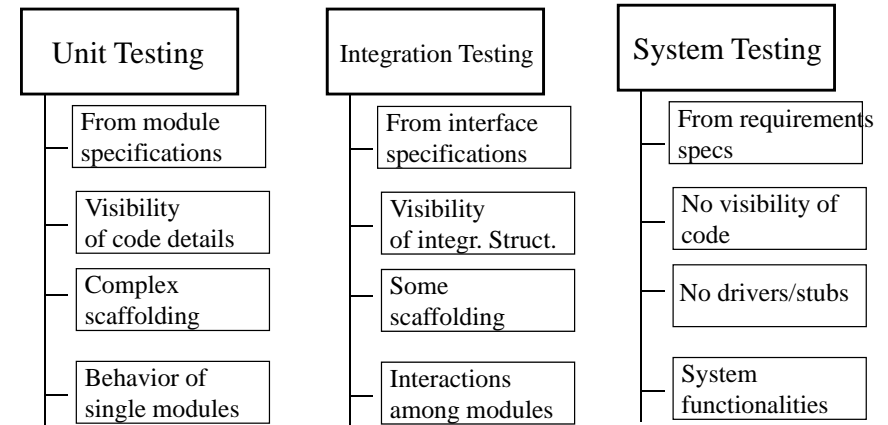 Unit Testing
From module
specifications
Visibility
of code details
Complex
scaffolding
Behavior of
single modules
Integration Testing
From interface
specifications
Visibility
of integr. Struct.
Some
scaffolding
Interactions
among modules
System Testing
From requirements
specs
No visibility of
code
No drivers/stubs
System
functionalities